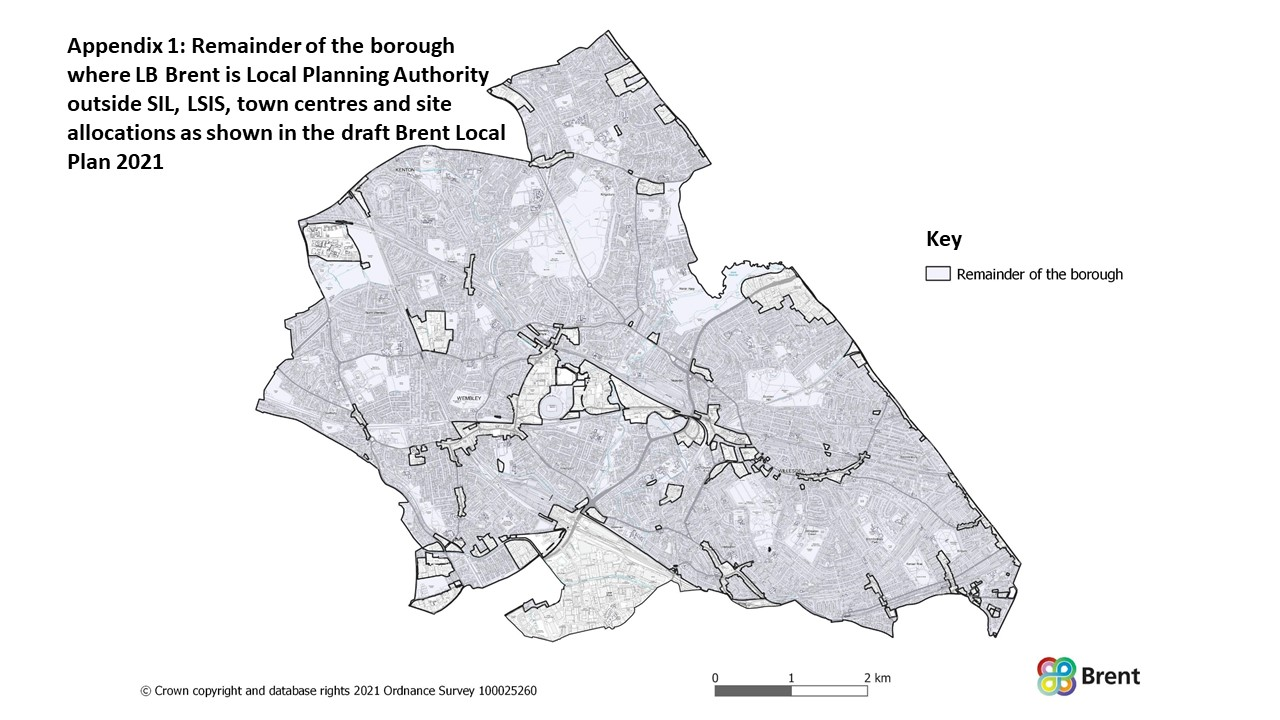 Appendix 1: Remainder of the borough
where LB Brent is Local Planning Authority
outside SIL, LSIS, town centres and site
allocations as shown in the draft Brent Local
Plan 2021
KENTON
Key
Remainder of the borough
WEMBLEY
WILLESDEN
0 1 2 km
© Crown copyright and database rights 2021 Ordnance Survey 100025260
Brent